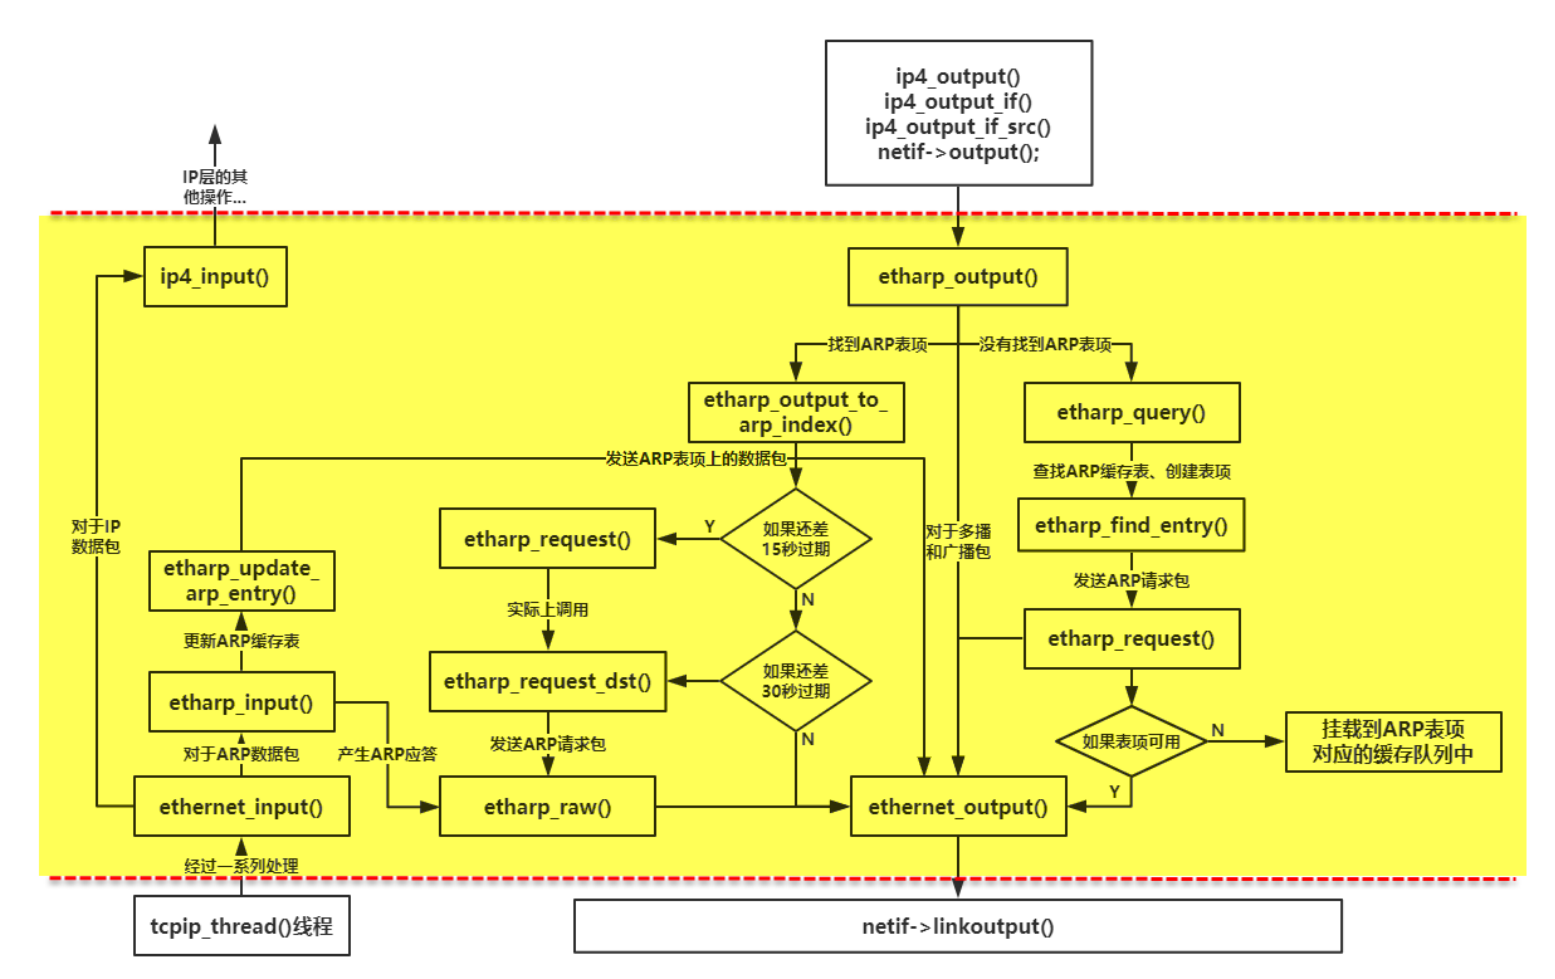 ip4_output()
ip4_output_if()
ip4_output_if_src()
netif->output();
IP层的其
他操作...
ip4_input()
etharp_output()
找到ARP表项
没有找到ARP表项
etharp_output_to_
arp_index()
etharp_query()
发送ARP表项上的数据包
查找ARP缓存表、创建表项
对于IP
数据包
etharp_request()
Y
如果还差
15秒过期
对于多播
和广播包
etharp_find_entry()
etharp_update_
arp_entry()
实际上调用
N
发送ARP请求包
更新ARP缓存表
etharp_request()
etharp_input()
etharp_request_dst()
如果还差
30秒过期
对于ARP数据包
产生ARP应答
发送ARP请求包
N
如果表项可用
N
挂载到ARP表项
对应的缓存队列中
Y
ethernet_input()
etharp_raw()
ethernet_output()
经过一系列处理
tcpip_thread()线程
netif->linkoutput()